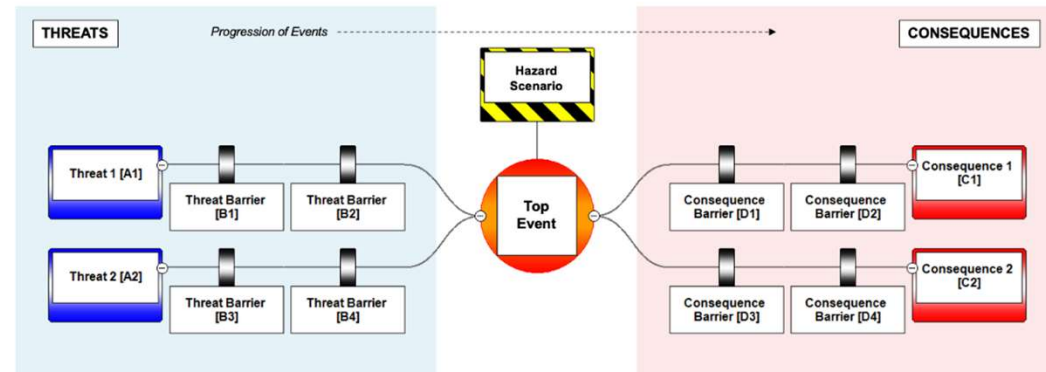 THREATS
Progression of Events
CONSEQUENCES
Hazard
Scenario
Threat 1 [A1]
Threat Barrier
[B1]
Threat Barrier
[B2]
Top
Event
Consequence
Barrier [D1]
Consequence
Barrier [D2]
Consequence 1
[C1]
Threat 2 [A2]
Threat Barrier
[B3]
Threat Barrier
[B4]
Consequence
Barrier [D3]
Consequence
Barrier [D4]
Consequence 2
[C2]